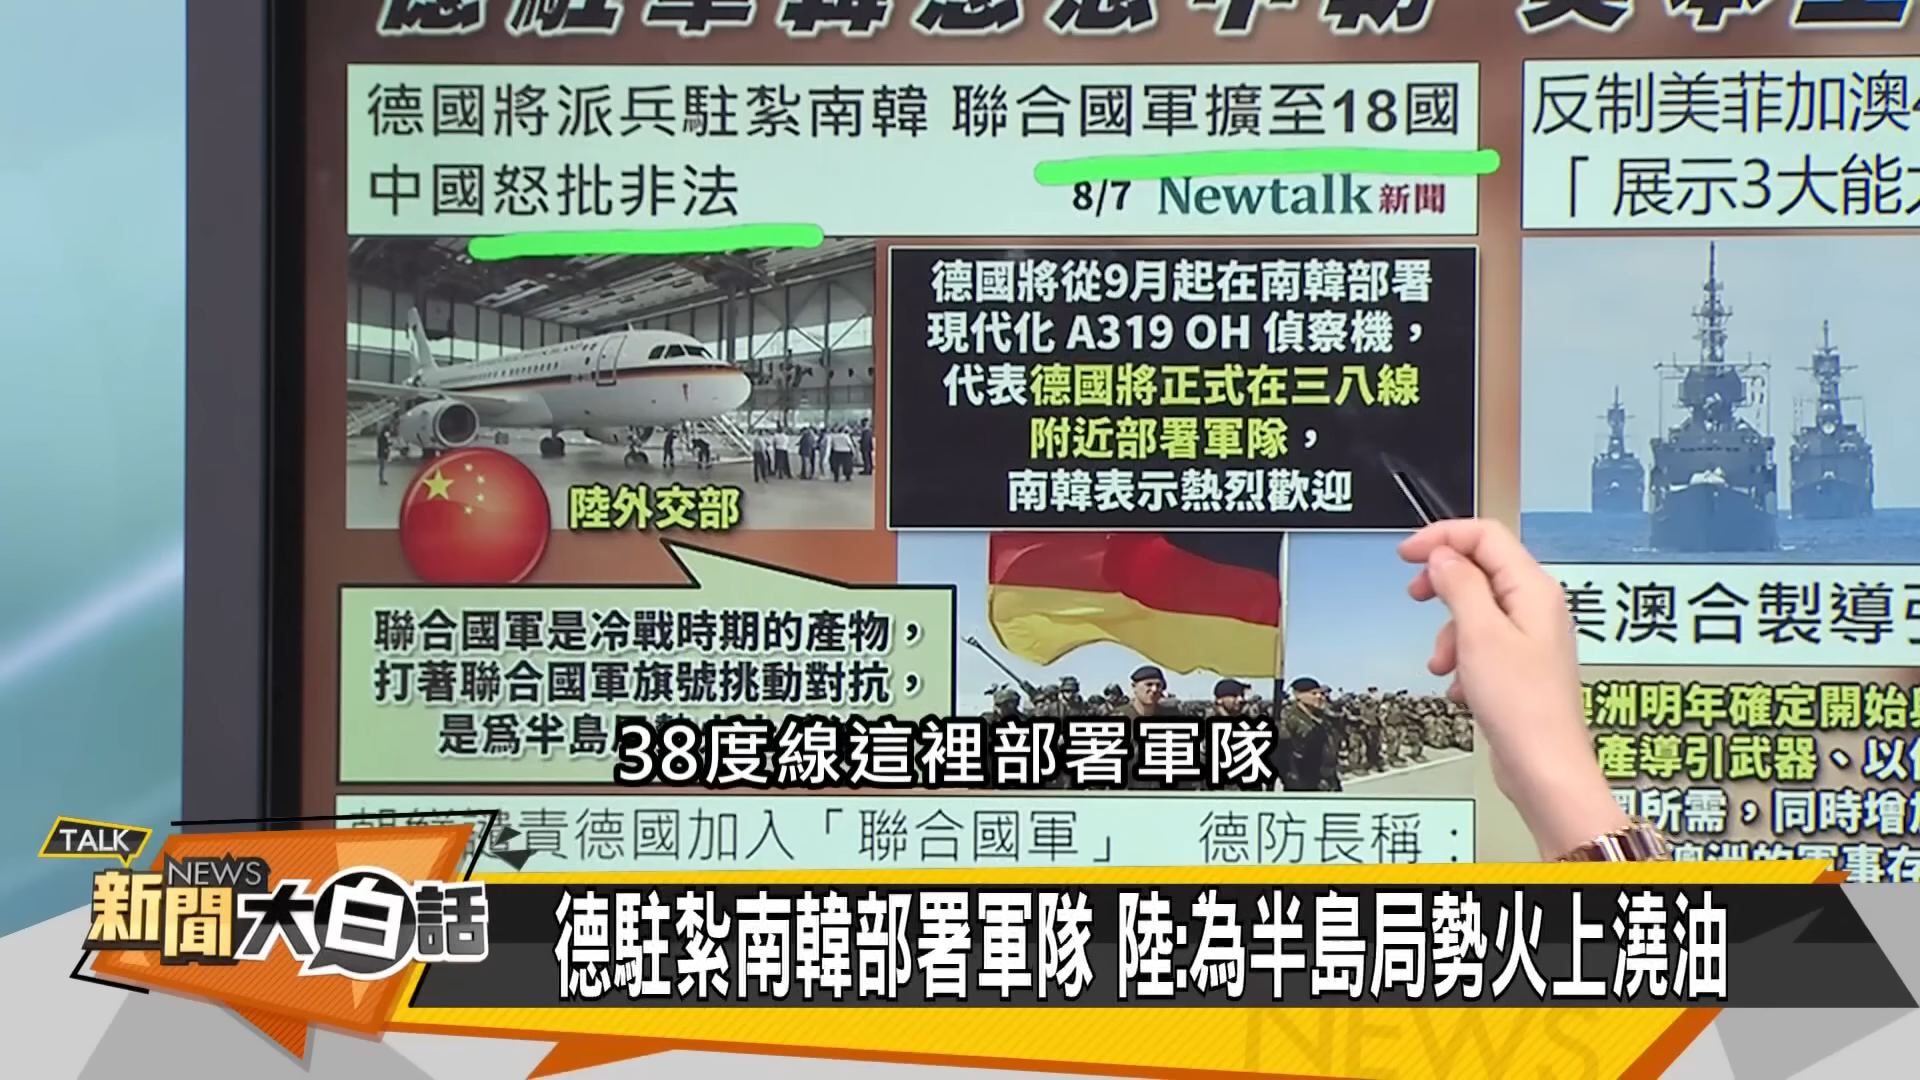 德國將派兵駐紮南韓 聯合國軍擴至18國
中國怒批非法
8/7 Newtalk新聞
德國將從9月起在南韓部署
現代化 A319 OH 偵察機，
代表德國將正式在三八線
附近部署軍隊，
南韓表示熱烈歡迎
陸外交部
聯合國軍是冷戰時期的產物，
打著聯合國軍旗號挑動對抗，
是為半島
責德國加入「聯合國軍」 德防長稱：
反制美菲加澳
「展示3大能
美澳合製導引
澳洲明年確定開始
產導引武器、以
所需，同時增加
38度線這裡部署軍隊
TALK
NEWS
新聞大白話
德駐紮南韓部署軍隊 陸:為半島局勢火上澆油
NEWS